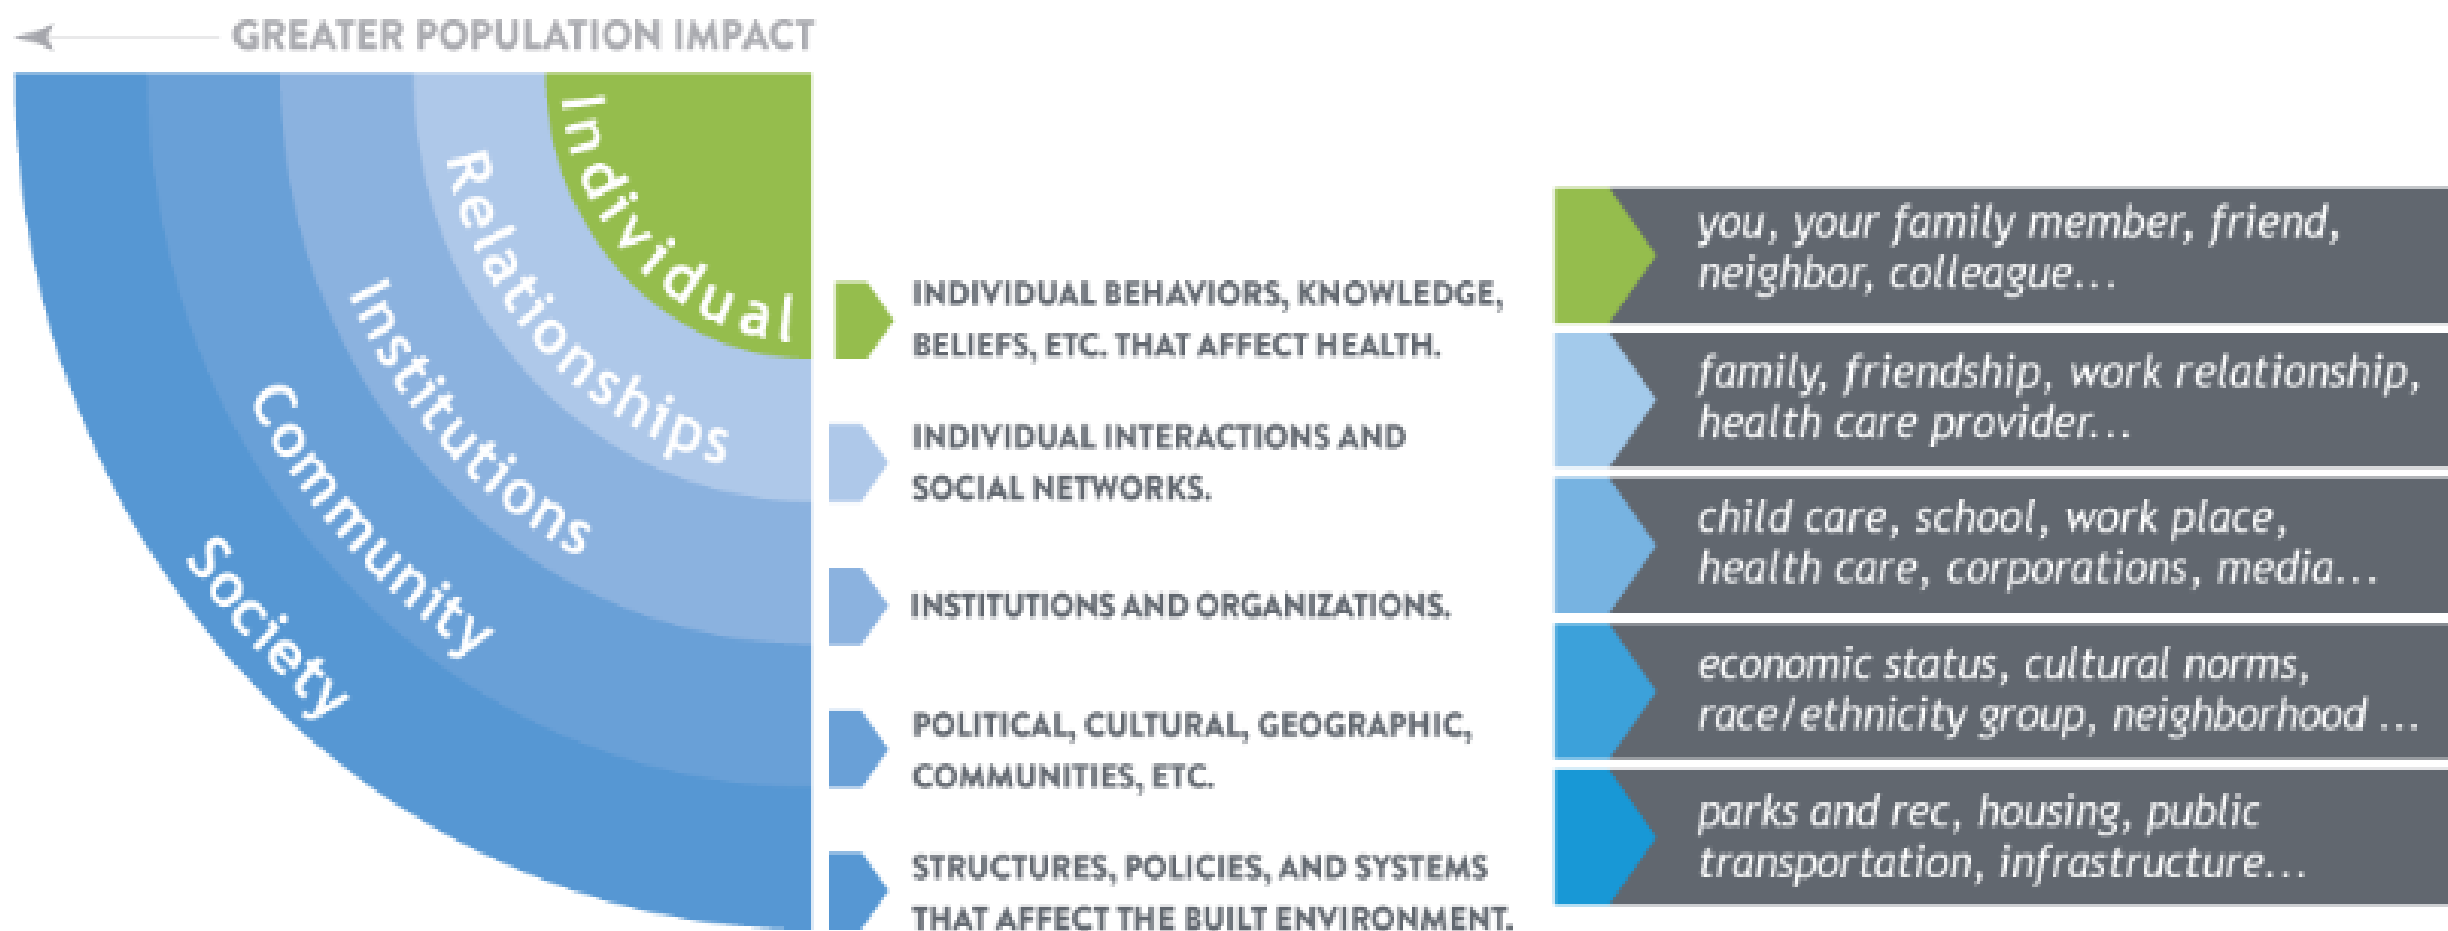 GREATER POPULATION IMPACT
Individual
Relationships
Institutions
Community
Society
INDIVIDUAL BEHAVIORS, KNOWLEDGE,
BELIEFS, ETC. THAT AFFECT HEALTH.
INDIVIDUAL INTERACTIONS AND
SOCIAL NETWORKS.
INSTITUTIONS AND ORGANIZATIONS.
POLITICAL, CULTURAL, GEOGRAPHIC,
COMMUNITIES, ETC.
STRUCTURES, POLICIES, AND SYSTEMS
THAT AFFECT THE BUILT ENVIRONMENT.
you, your family member, friend,
neighbor, colleague...
family, friendship, work relationship,
health care provider...
child care, school, work place,
health care, corporations, media...
economic status, cultural norms,
race/ethnicity group, neighborhood ...
parks and rec, housing, public
transportation, infrastructure...